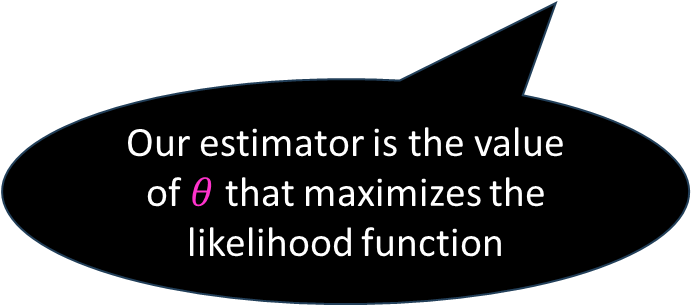 Our estimator is the value
of θ that maximizes the
likelihood function